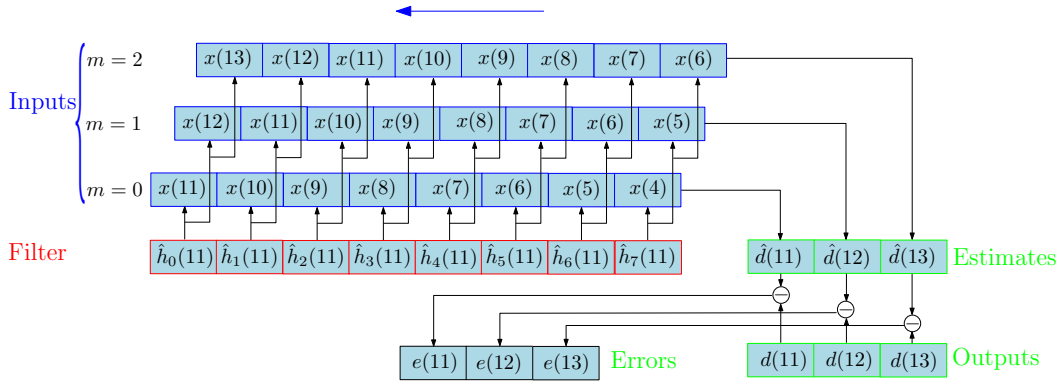 m = 2 x(13) x(12) x(11) x(10) x(9) x(8) x(7) x(6)
Inputs
m = 1 x(12) x(11) x(10) x(9) x(8) x(7) x(6) x(5)
m = 0 x(11) x(10) x(9) x(8) x(7) x(6) x(5) x(4)
Filter ĥ₀(11) ĥ₁(11) ĥ₂(11) ĥ₃(11) ĥ₄(11) ĥ₅(11) ĥ₆(11) ĥ₇(11) d̂(11) d̂(12) d̂(13) Estimates
− − −
e(11) e(12) e(13) Errors d(11) d(12) d(13) Outputs